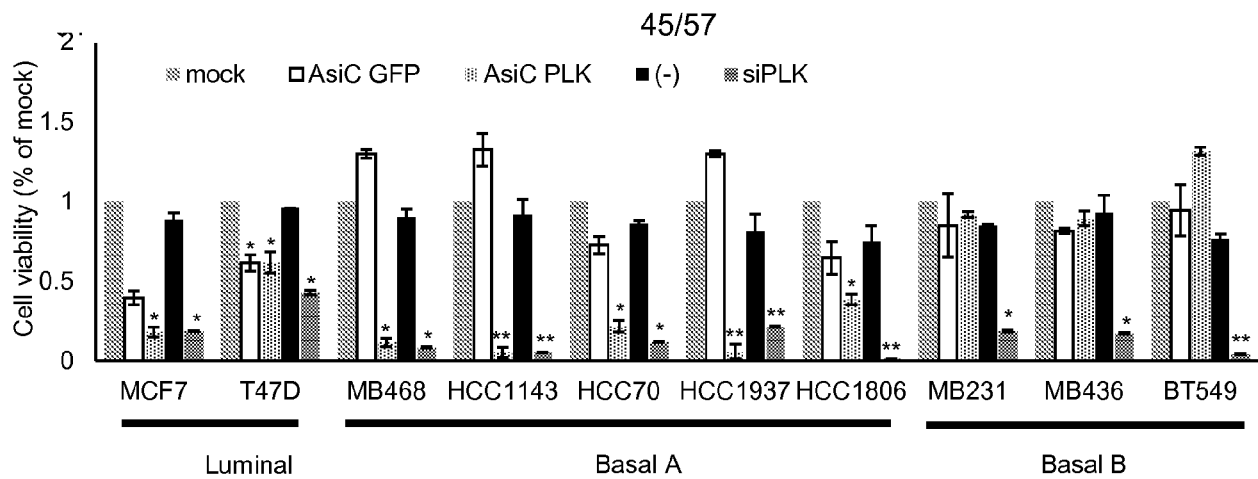 45/57
2
mock AsiC GFP AsiC PLK (-) siPLK
1.5
1
0.5
0
Cell viability (% of mock)
* * * * * * * ** ** * * ** ** * ** * * **
MCF7 T47D MB468 HCC1143 HCC70 HCC1937 HCC1806 MB231 MB436 BT549
Luminal Basal A Basal B